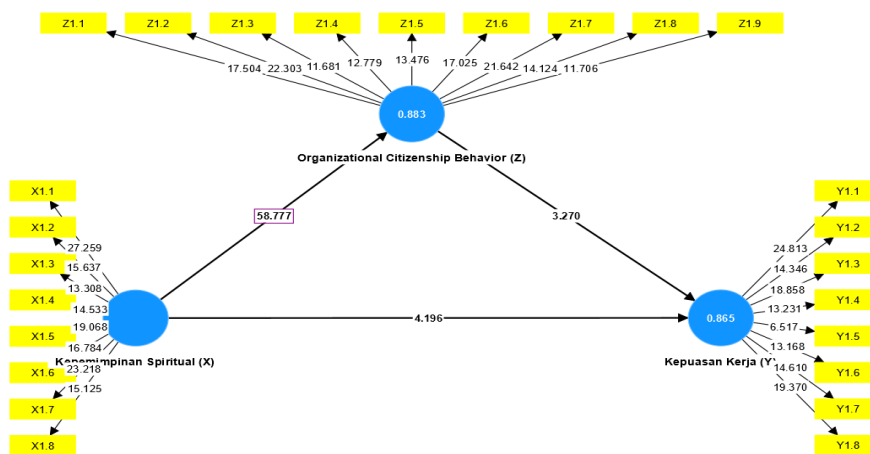 Z1.1 Z1.2 Z1.3 Z1.4 Z1.5 Z1.6 Z1.7 Z1.8 Z1.9
17.504 22.303 11.681 12.779 13.476 17.025 21.642 14.124 11.706
0.883
Organizational Citizenship Behavior (Z)
58.777
3.270
X1.1
X1.2
X1.3
X1.4
X1.5
X1.6
X1.7
X1.8
27.259
15.637
13.308
14.533
19.068
16.784
23.218
15.125
Kepemimpinan Spiritual (X)
4.196
0.865
Kepuasan Kerja (Y)
24.813
14.346
18.858
13.231
6.517
13.168
14.610
19.370
Y1.1
Y1.2
Y1.3
Y1.4
Y1.5
Y1.6
Y1.7
Y1.8